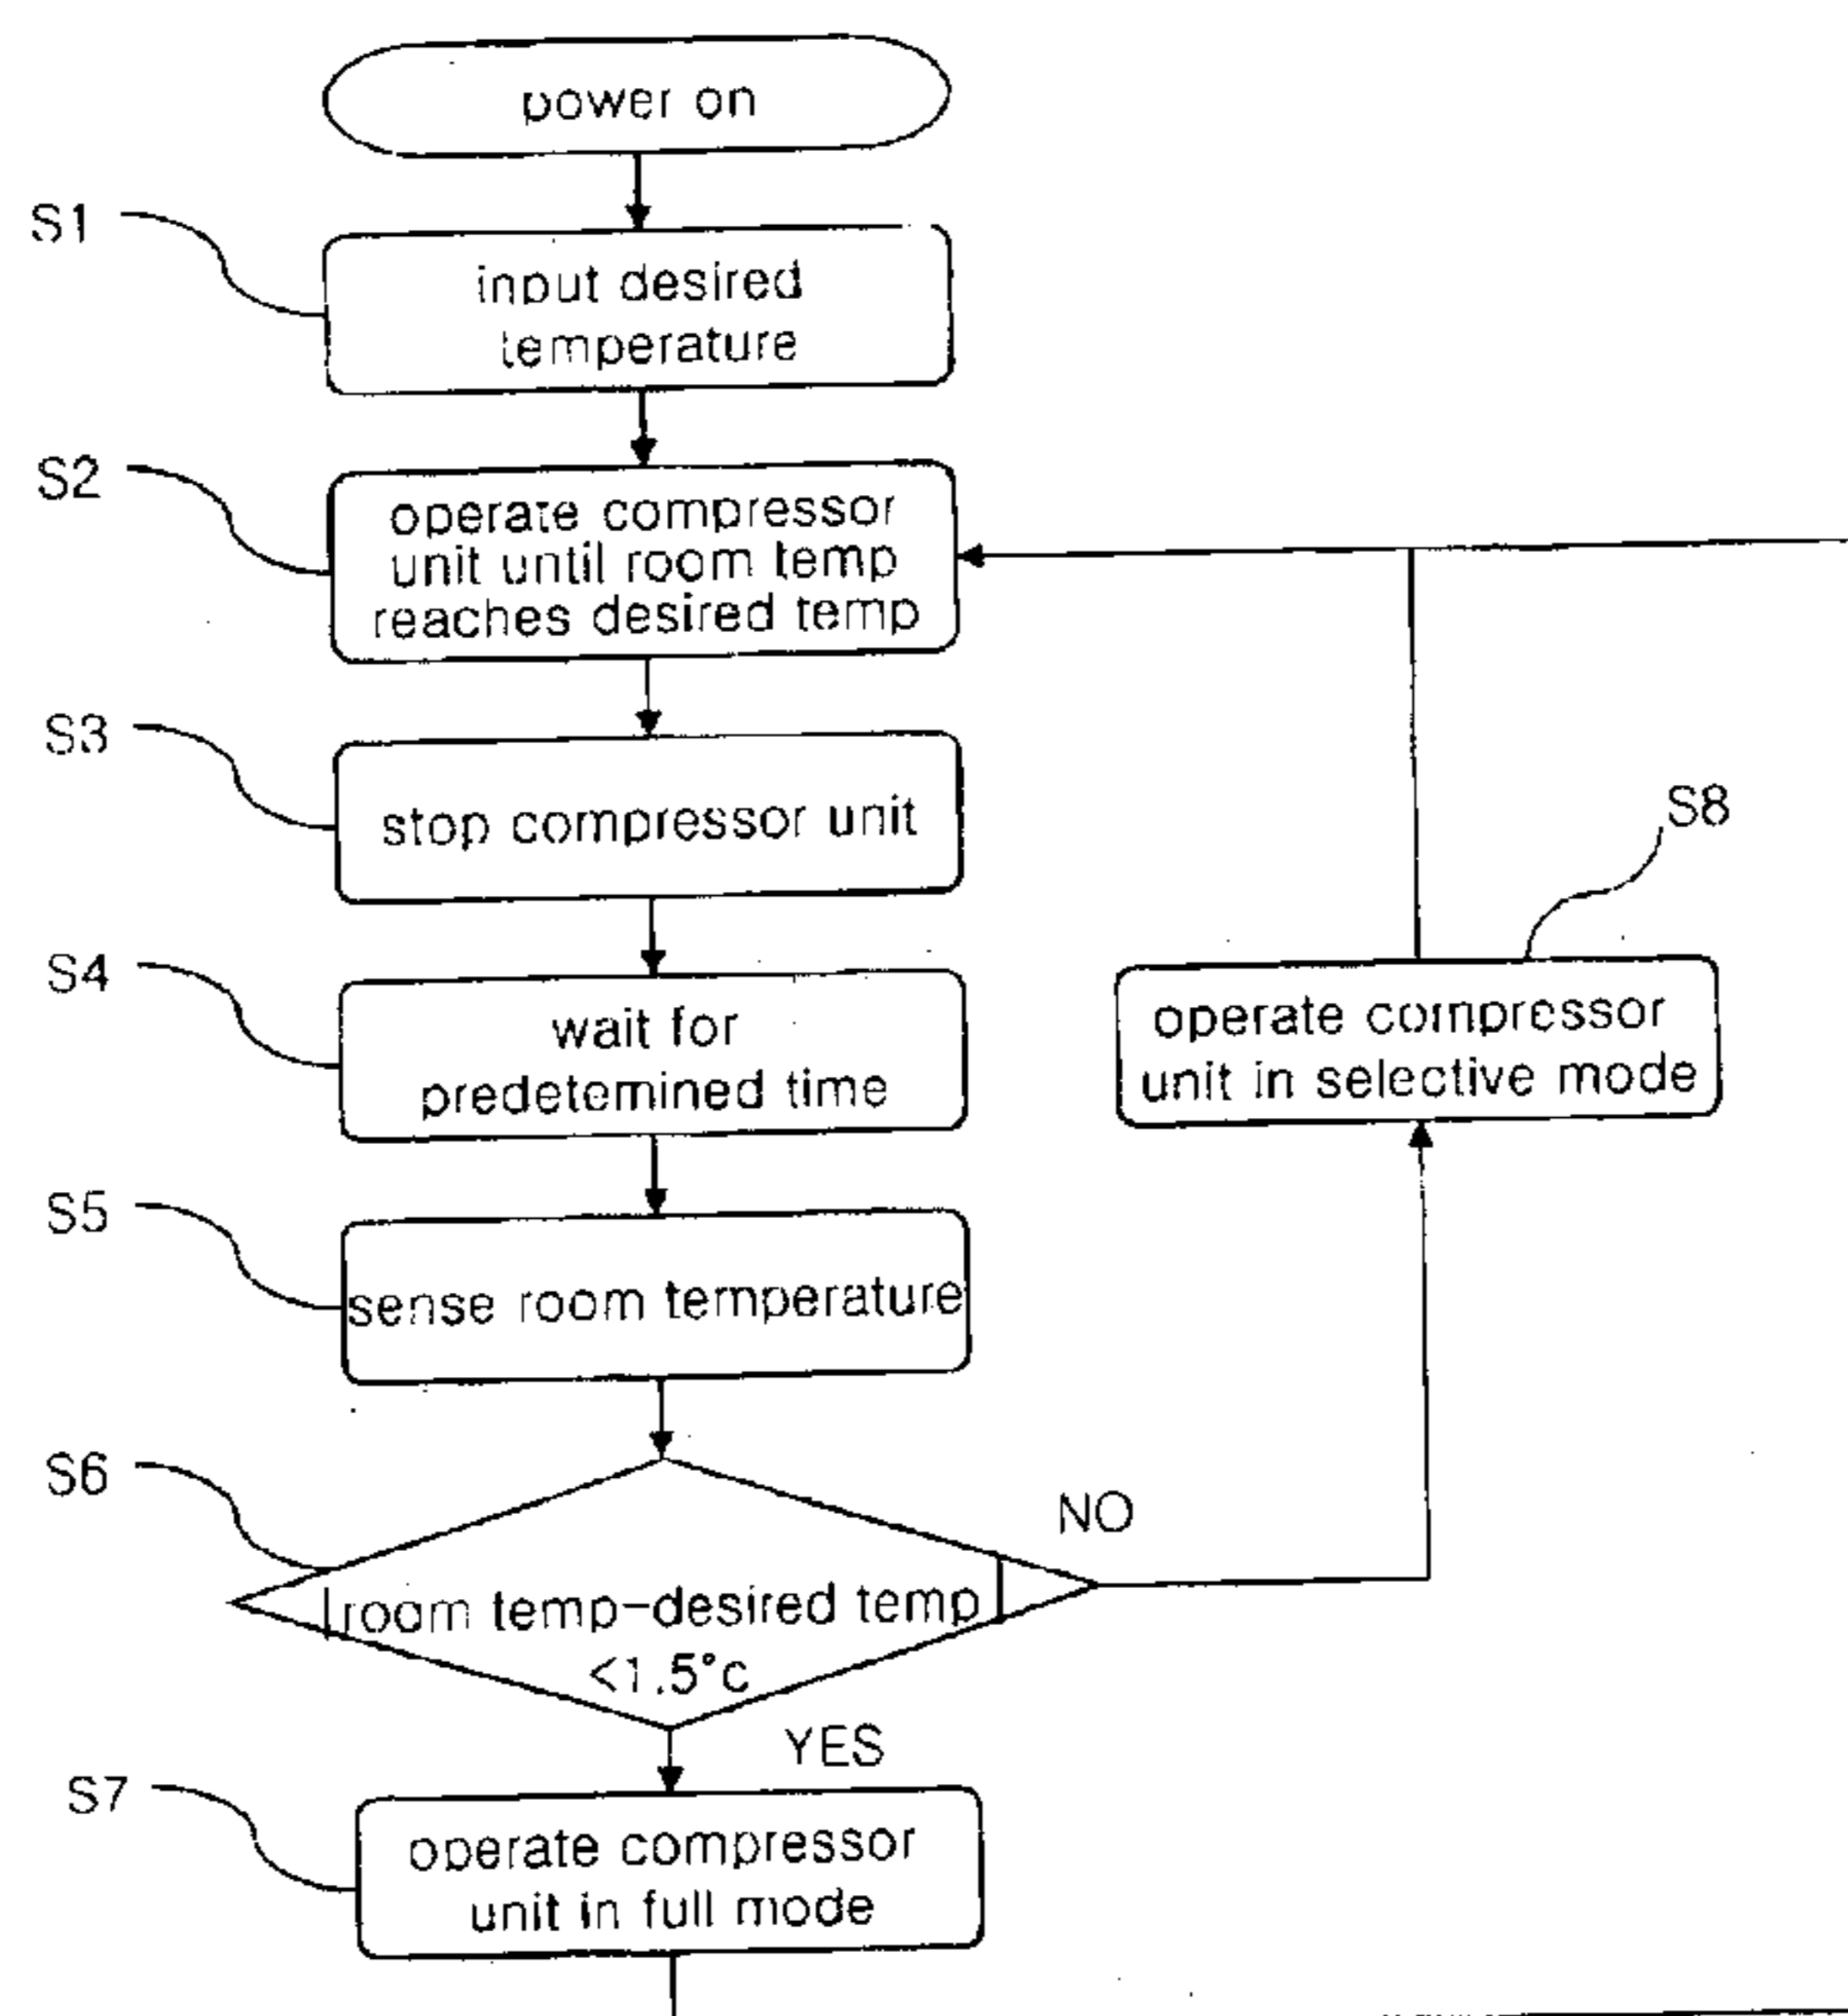 power on
S1
input desired
temperature
S2
operate compressor
unit until room temp
reaches desired temp
S3
stop compressor unit
S8
S4
wait for
predetemined time
operate compressor
unit in selective mode
S5
sense room temperature
S6
NO
|room temp-desired temp|
<1.5°c
YES
S7
operate compressor
unit in full mode